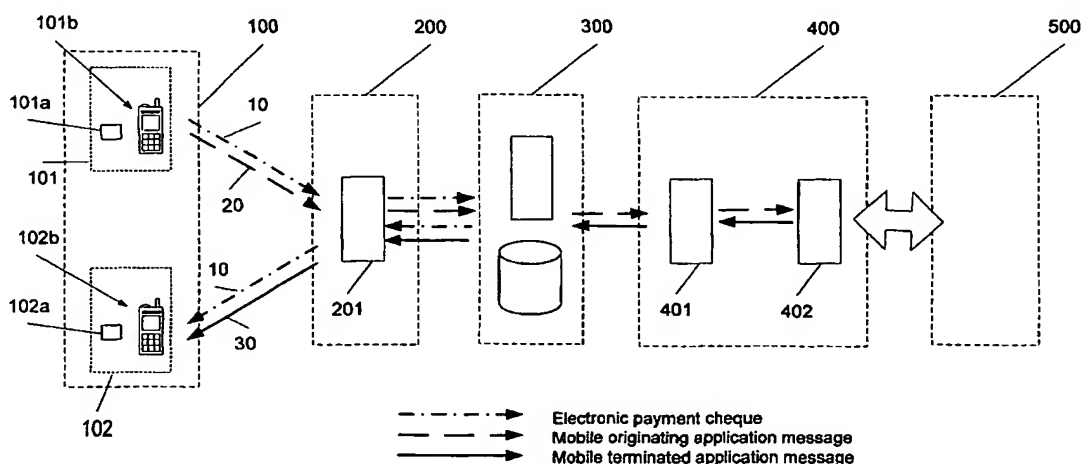 101b
100
200
300
400
500
101a
10
101
20
102b
10
102a
201
401
402
30
102
Electronic payment cheque
Mobile originating application message
Mobile terminated application message